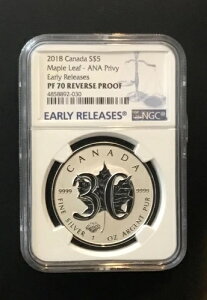 2018 Canada S$5
Maple Leaf - ANA Privy
Early Releases
PF 70 REVERSE PROOF
4858892-030
EARLY RELEASES
NGC
CANADA
30
9999 9999
FINE SILVER 1 OZ ARGENT PUR